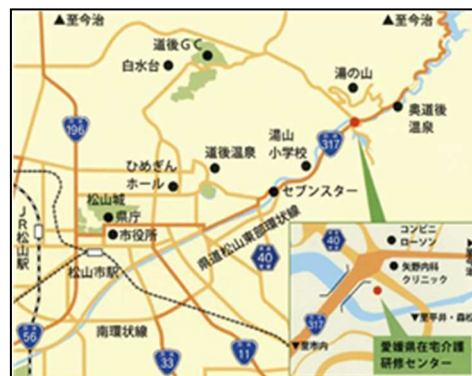 ▲至今治
▲至今治
道後GC
白水台
湯の山
奥道後
温泉
196
317
湯山
小学校
道後温泉
ひめぎん
ホール
セブンスター
松山城
県庁
市役所
JR松山駅
松山市駅
県道松山東部環状線
40
南環状線
56
33
11
40
コンビニ
ローソン
矢野内科
クリニック
317
▼至市内
▼至平井・森松
愛媛県在宅介護
研修センター